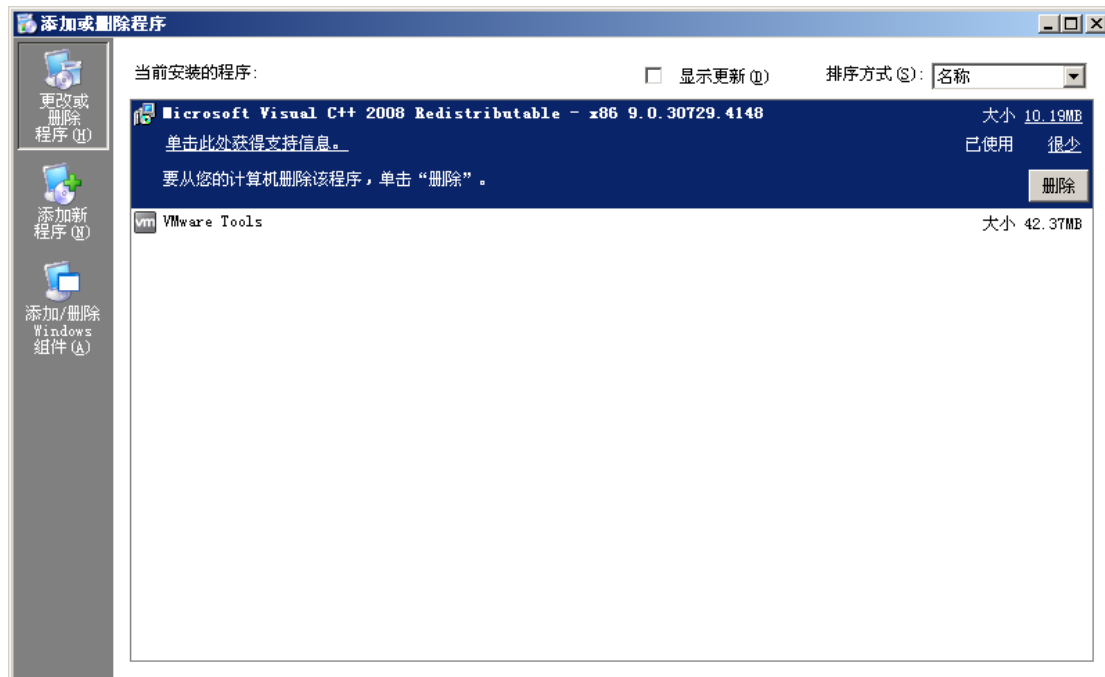 添加或删除程序
更改或
删除
程序(H)
添加新
程序(N)
添加/删除
Windows
组件(A)
当前安装的程序:
显示更新(D)
排序方式(S):
名称
Microsoft Visual C++ 2008 Redistributable - x86 9.0.30729.4148
大小 10.19MB
单击此处获得支持信息。
已使用 很少
要从您的计算机删除该程序，单击“删除”。
删除
vm VMware Tools
大小 42.37MB